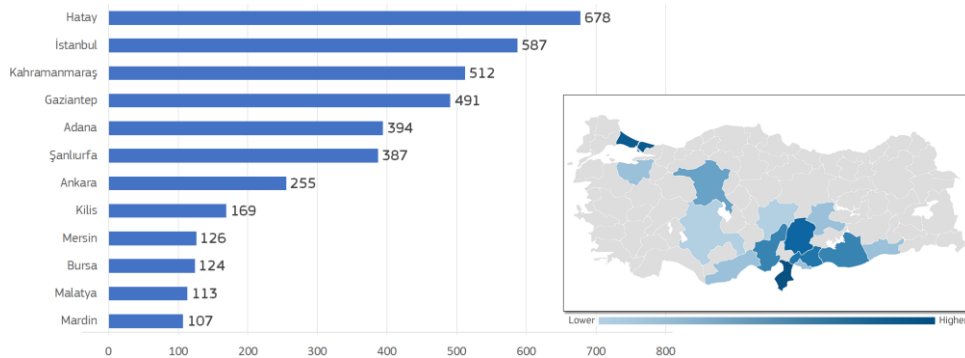 Hatay 678
İstanbul 587
Kahramanmaraş 512
Gaziantep 491
Adana 394
Şanlıurfa 387
Ankara 255
Kilis 169
Mersin 126
Bursa 124
Malatya 113
Mardin 107
0 100 200 300 400 500 600 700 800
Lower Higher